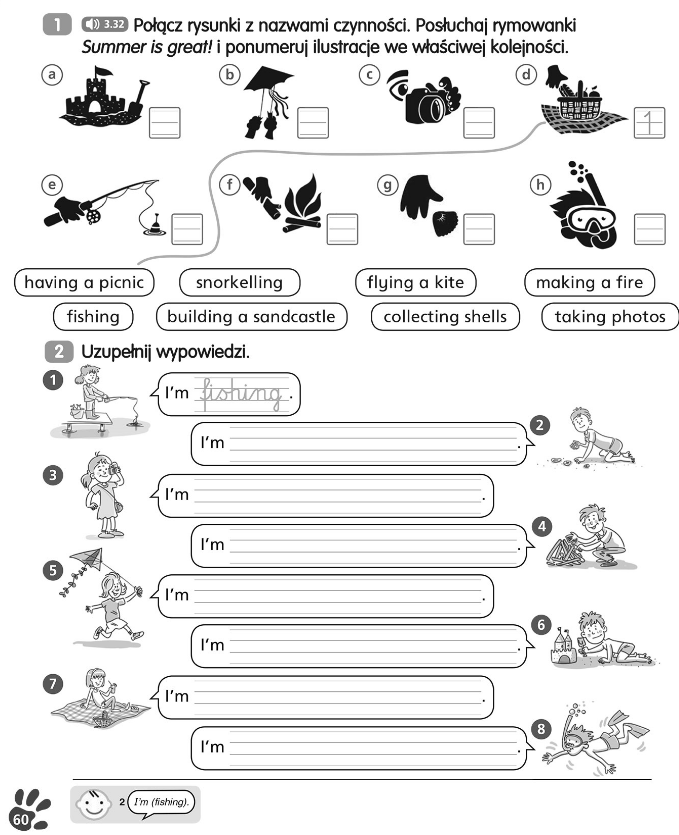 1 3.32 Połącz rysunki z nazwami czynności. Posłuchaj rymowanki
Summer is great! i ponumeruj ilustracje we właściwej kolejności.
a b c d
1
e f g h
having a picnic snorkelling flying a kite making a fire
fishing building a sandcastle collecting shells taking photos
2 Uzupełnij wypowiedzi.
1 I'm fishing.
I'm . 2
3 I'm .
I'm . 4
5 I'm .
I'm . 6
7 I'm .
I'm . 8
2 I'm (fishing).
60